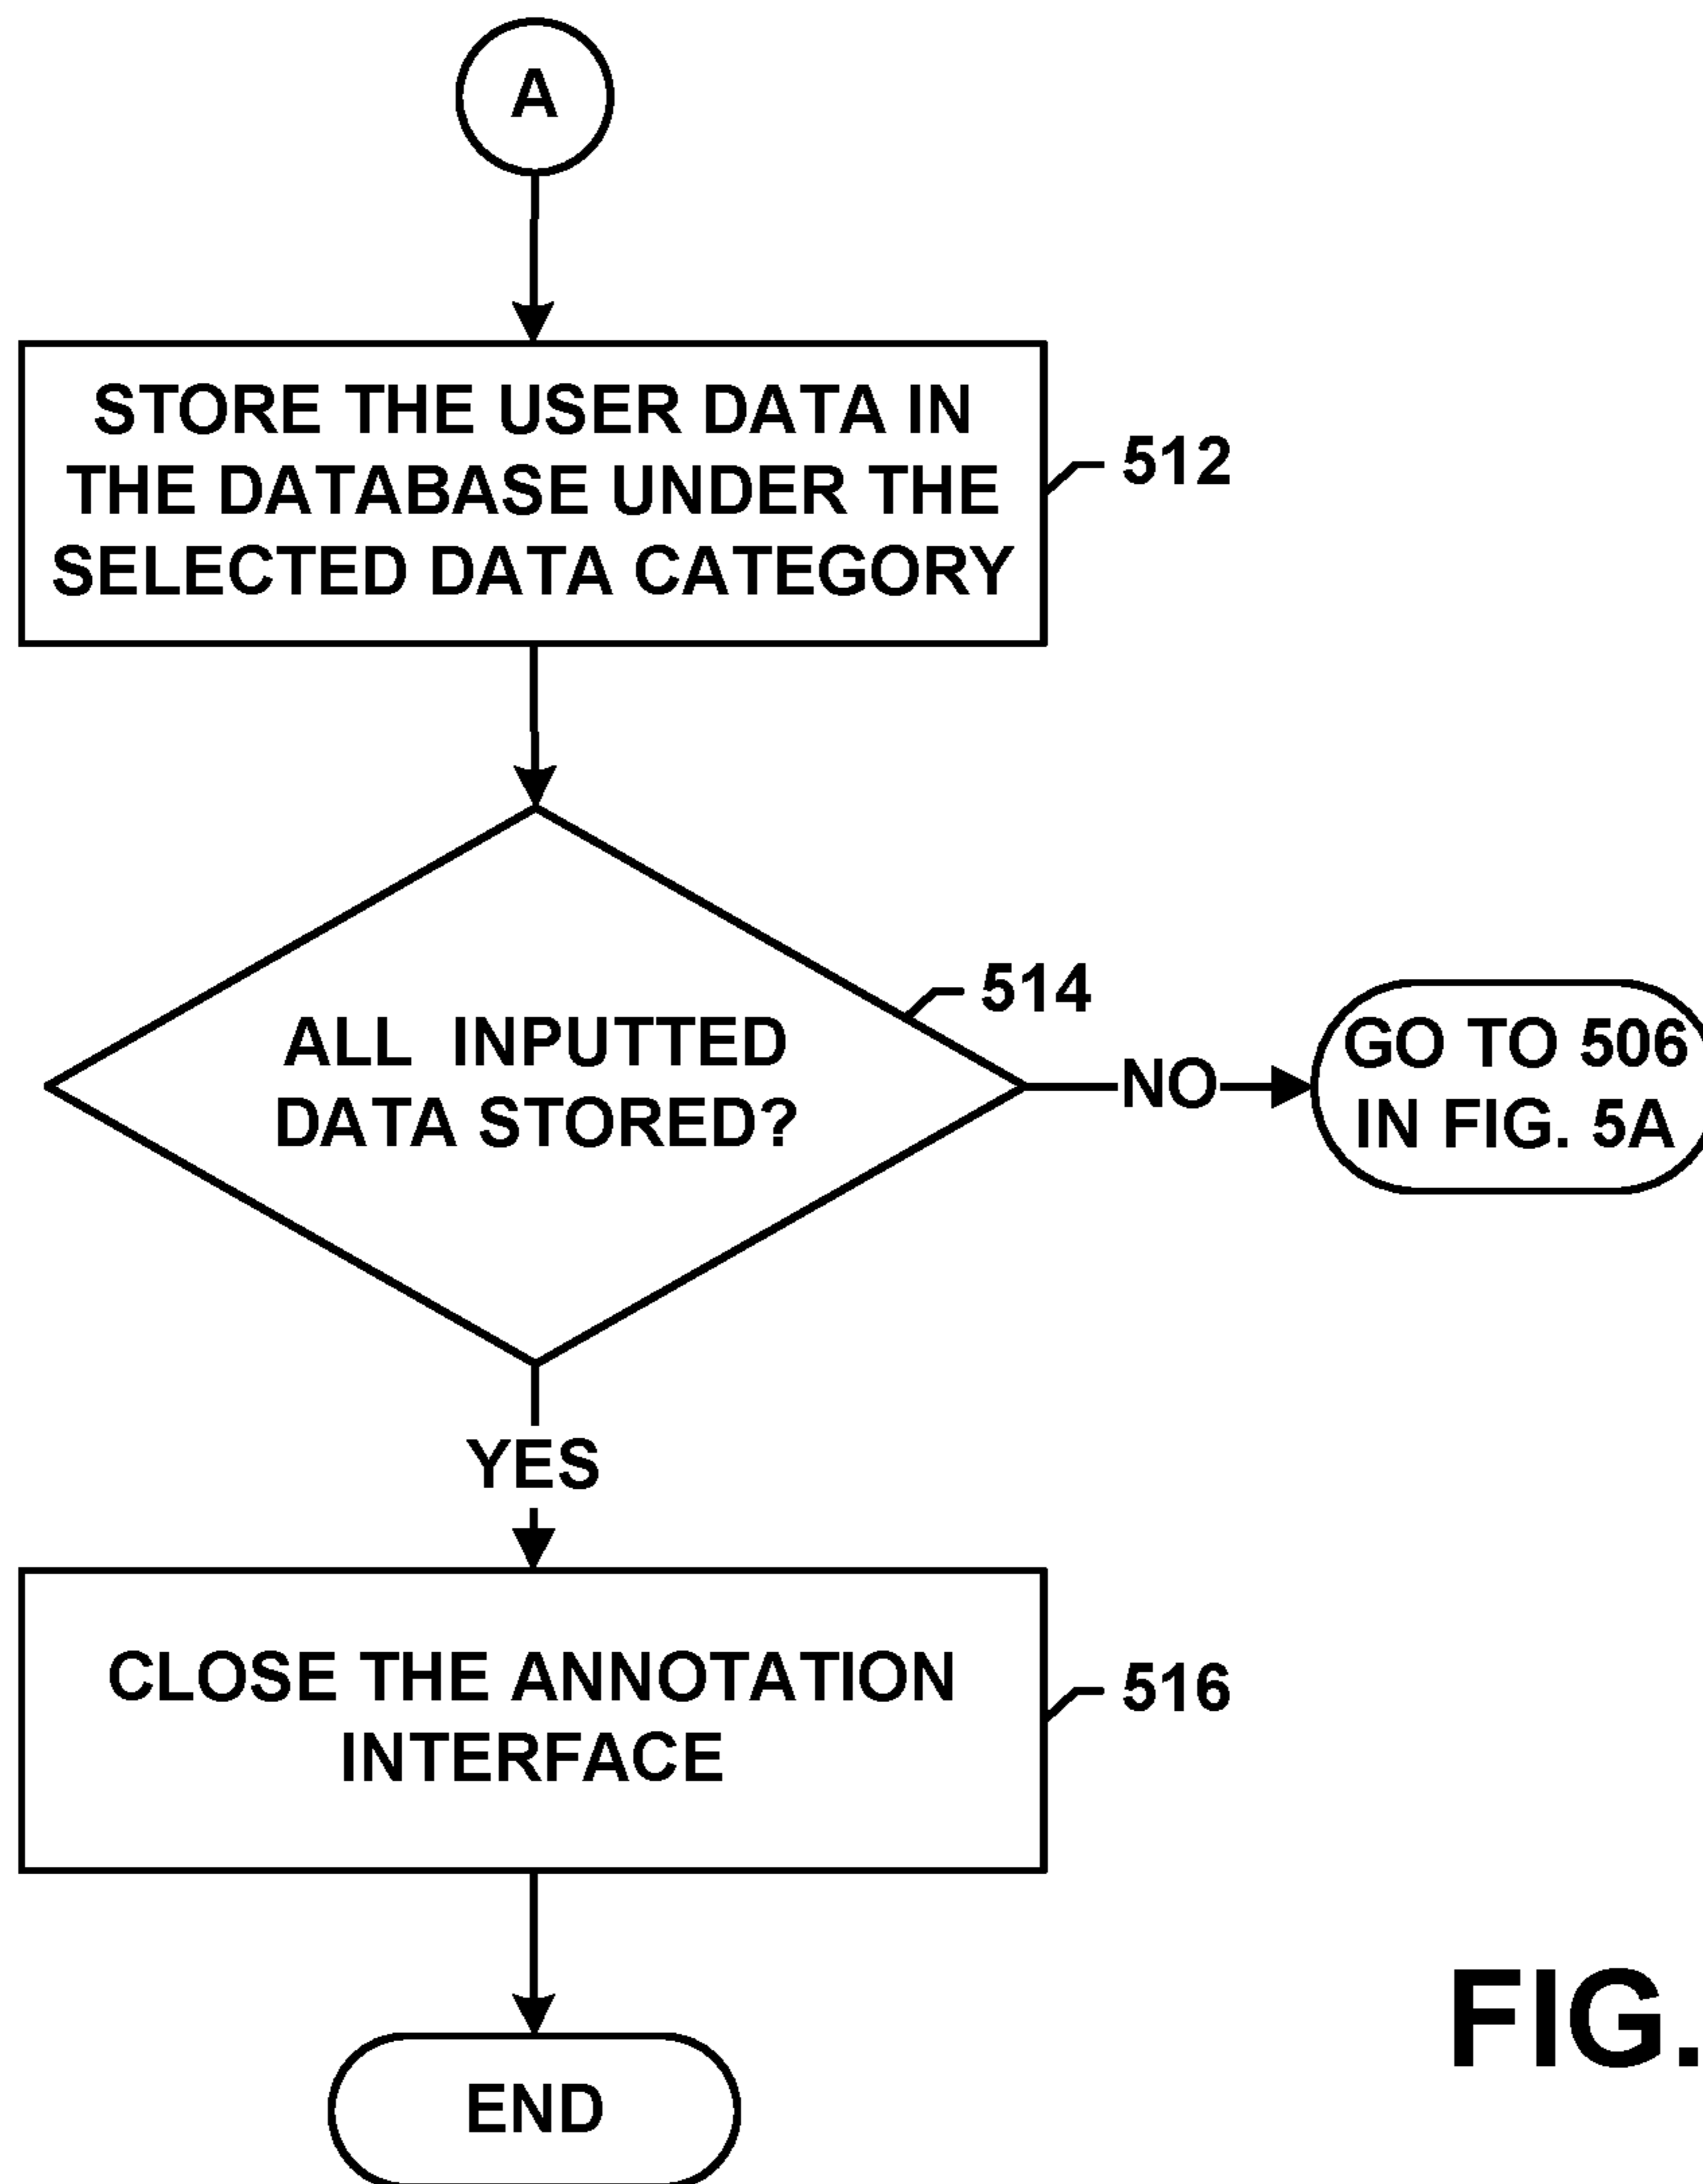 A
STORE THE USER DATA IN
THE DATABASE UNDER THE
SELECTED DATA CATEGORY
512
ALL INPUTTED
DATA STORED?
514
NO
GO TO 506
IN FIG. 5A
YES
CLOSE THE ANNOTATION
INTERFACE
516
END
FIG.